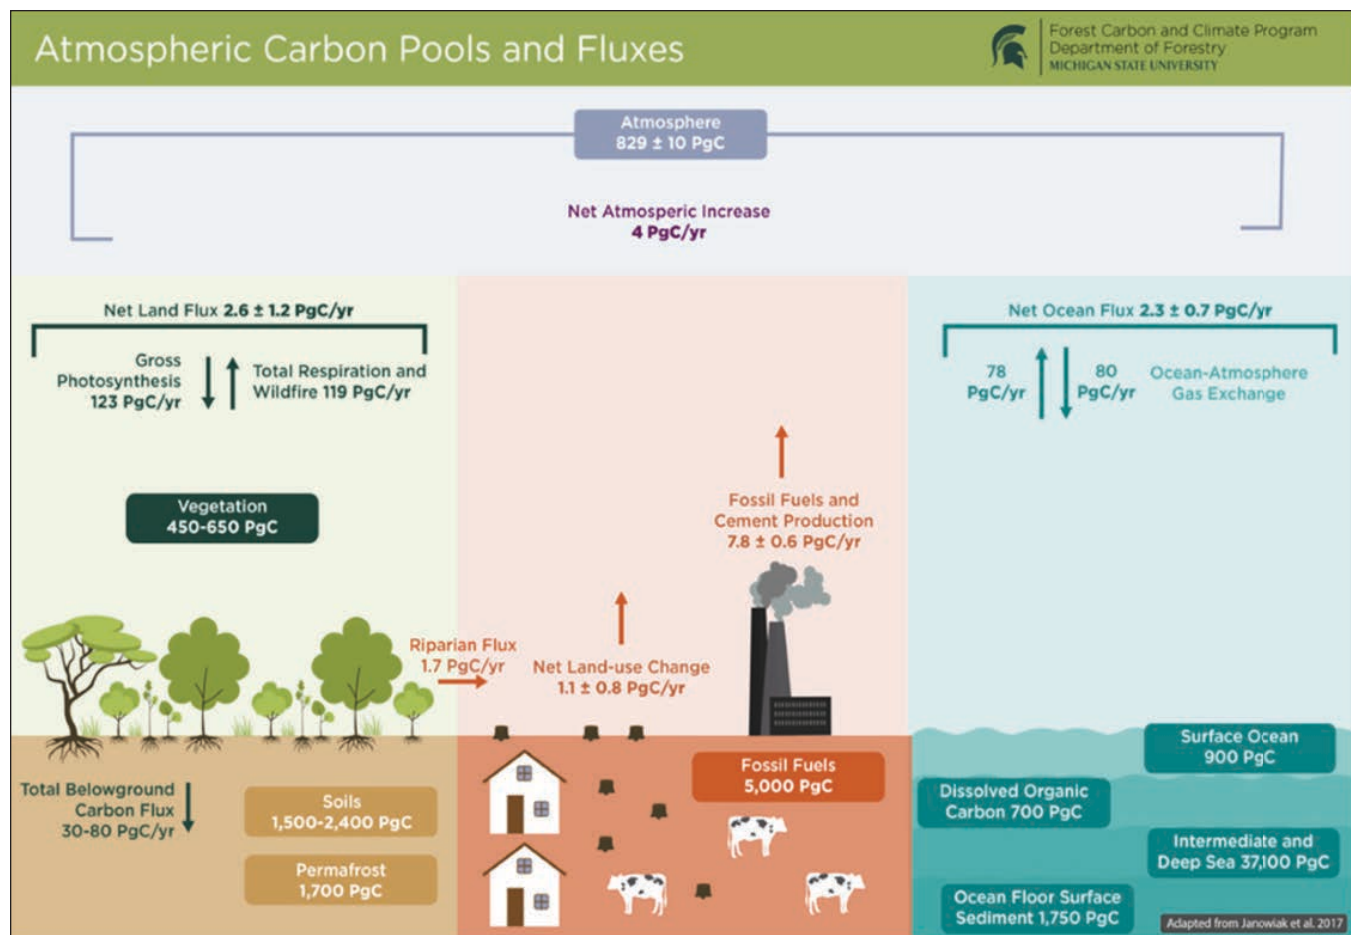 Atmospheric Carbon Pools and Fluxes
Forest Carbon and Climate Program
Department of Forestry
MICHIGAN STATE UNIVERSITY
Atmosphere
829 ± 10 PgC
Net Atmosperic Increase
4 PgC/yr
Net Land Flux 2.6 ± 1.2 PgC/yr
Gross
Photosynthesis
123 PgC/yr
Total Respiration and
Wildfire 119 PgC/yr
Vegetation
450-650 PgC
Riparian Flux
1.7 PgC/yr
Net Land-use Change
1.1 ± 0.8 PgC/yr
Fossil Fuels and
Cement Production
7.8 ± 0.6 PgC/yr
Net Ocean Flux 2.3 ± 0.7 PgC/yr
78
PgC/yr
80
PgC/yr
Ocean-Atmosphere
Gas Exchange
Total Belowground
Carbon Flux
30-80 PgC/yr
Soils
1,500-2,400 PgC
Permafrost
1,700 PgC
Fossil Fuels
5,000 PgC
Surface Ocean
900 PgC
Dissolved Organic
Carbon 700 PgC
Intermediate and
Deep Sea 37,100 PgC
Ocean Floor Surface
Sediment 1,750 PgC
Adapted from Janowiak et al. 2017